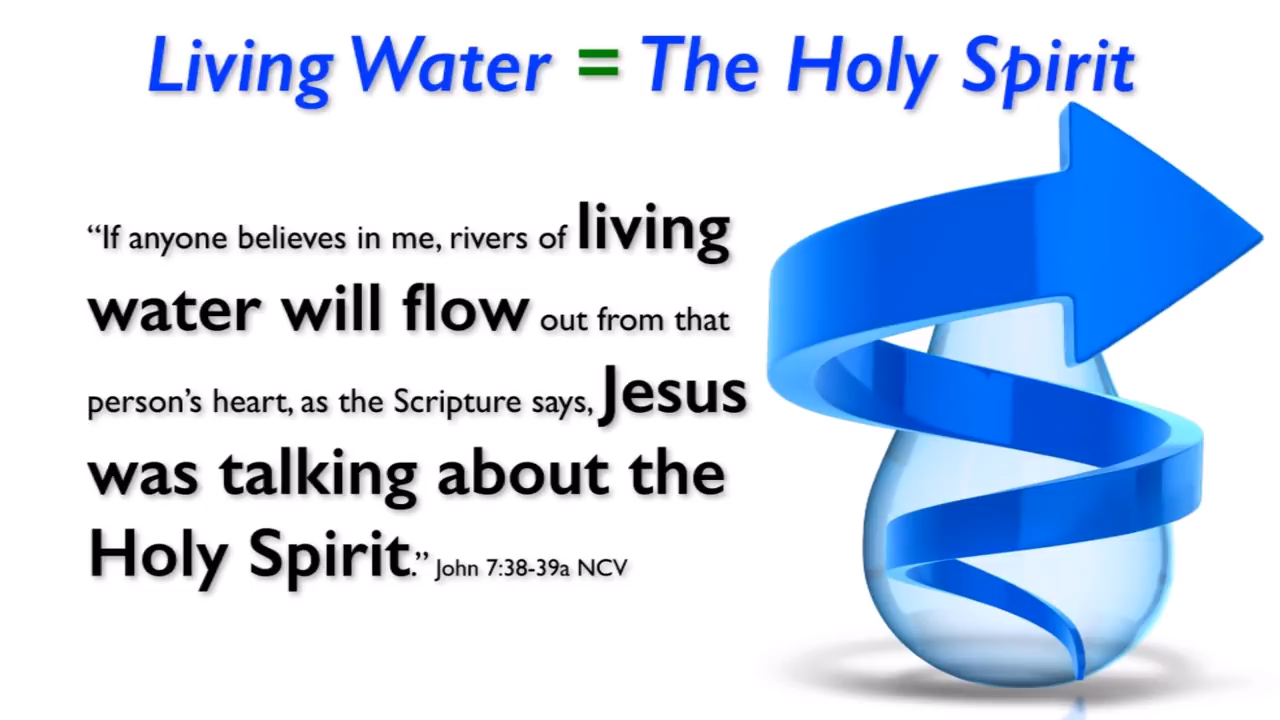 Living Water = The Holy Spirit
“If anyone believes in me, rivers of living
water will flow out from that
person’s heart, as the Scripture says, Jesus
was talking about the
Holy Spirit.” John 7:38-39a NCV